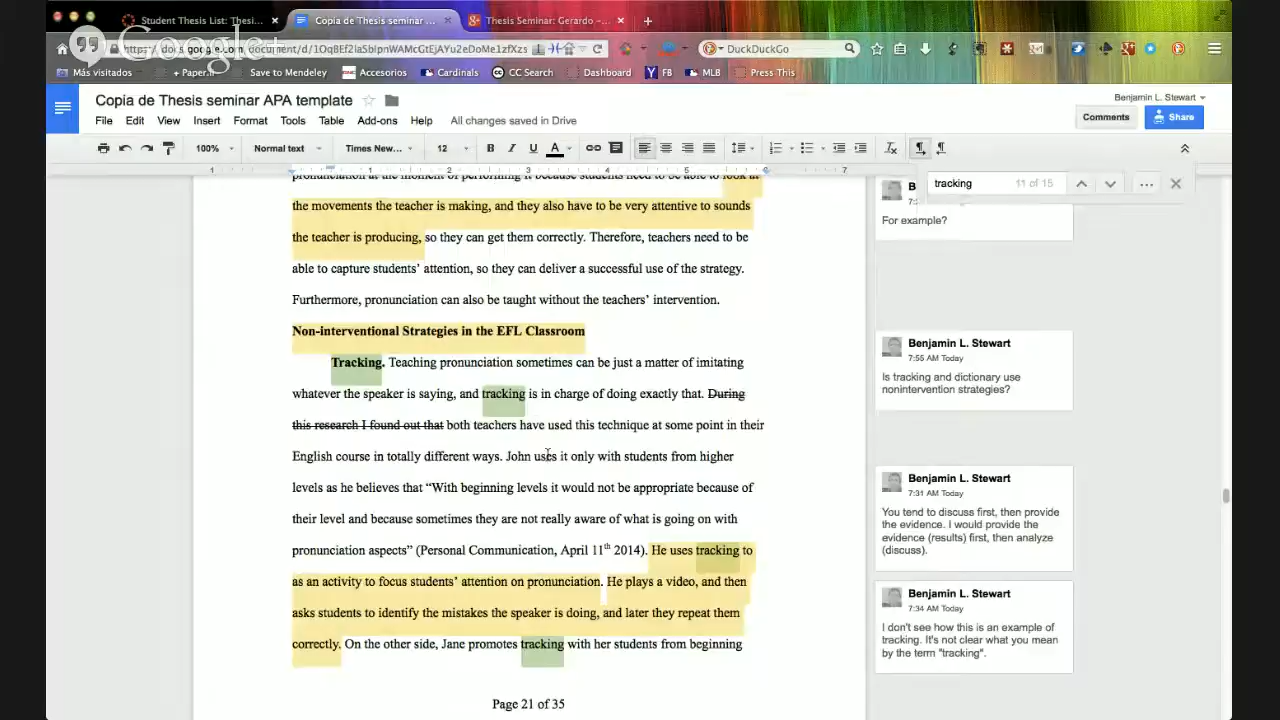 Student Thesis List: Thesi...
Copia de Thesis seminar ...
Thesis Seminar: Gerardo -...
Google+
DuckDuckGo
Más visitados
+ Paper.li
Save to Mendeley
Accesorios
Cardinals
CC Search
Dashboard
FB
MLB
Press This
Copia de Thesis seminar APA template
Benjamin L. Stewart
File Edit View Insert Format Tools Table Add-ons Help All changes saved in Drive
Comments
Share
100% Normal text Times New... 12 B I U A
1 1 2 3 4 5 6 7
tracking 11 of 15
the movements the teacher is making, and they also have to be very attentive to sounds
the teacher is producing, so they can get them correctly. Therefore, teachers need to be
able to capture students' attention, so they can deliver a successful use of the strategy.
Furthermore, pronunciation can also be taught without the teachers' intervention.
Non-interventional Strategies in the EFL Classroom
Tracking. Teaching pronunciation sometimes can be just a matter of imitating
whatever the speaker is saying, and tracking is in charge of doing exactly that. During
this research I found out that both teachers have used this technique at some point in their
English course in totally different ways. John uses it only with students from higher
levels as he believes that “With beginning levels it would not be appropriate because of
their level and because sometimes they are not really aware of what is going on with
pronunciation aspects” (Personal Communication, April 11th 2014). He uses tracking to
as an activity to focus students' attention on pronunciation. He plays a video, and then
asks students to identify the mistakes the speaker is doing, and later they repeat them
correctly. On the other side, Jane promotes tracking with her students from beginning
Page 21 of 35
For example?
Benjamin L. Stewart
7:55 AM Today
Is tracking and dictionary use
nonintervention strategies?
Benjamin L. Stewart
7:31 AM Today
You tend to discuss first, then provide
the evidence. I would provide the
evidence (results) first, then analyze
(discuss).
Benjamin L. Stewart
7:34 AM Today
I don't see how this is an example of
tracking. It's not clear what you mean
by the term "tracking".